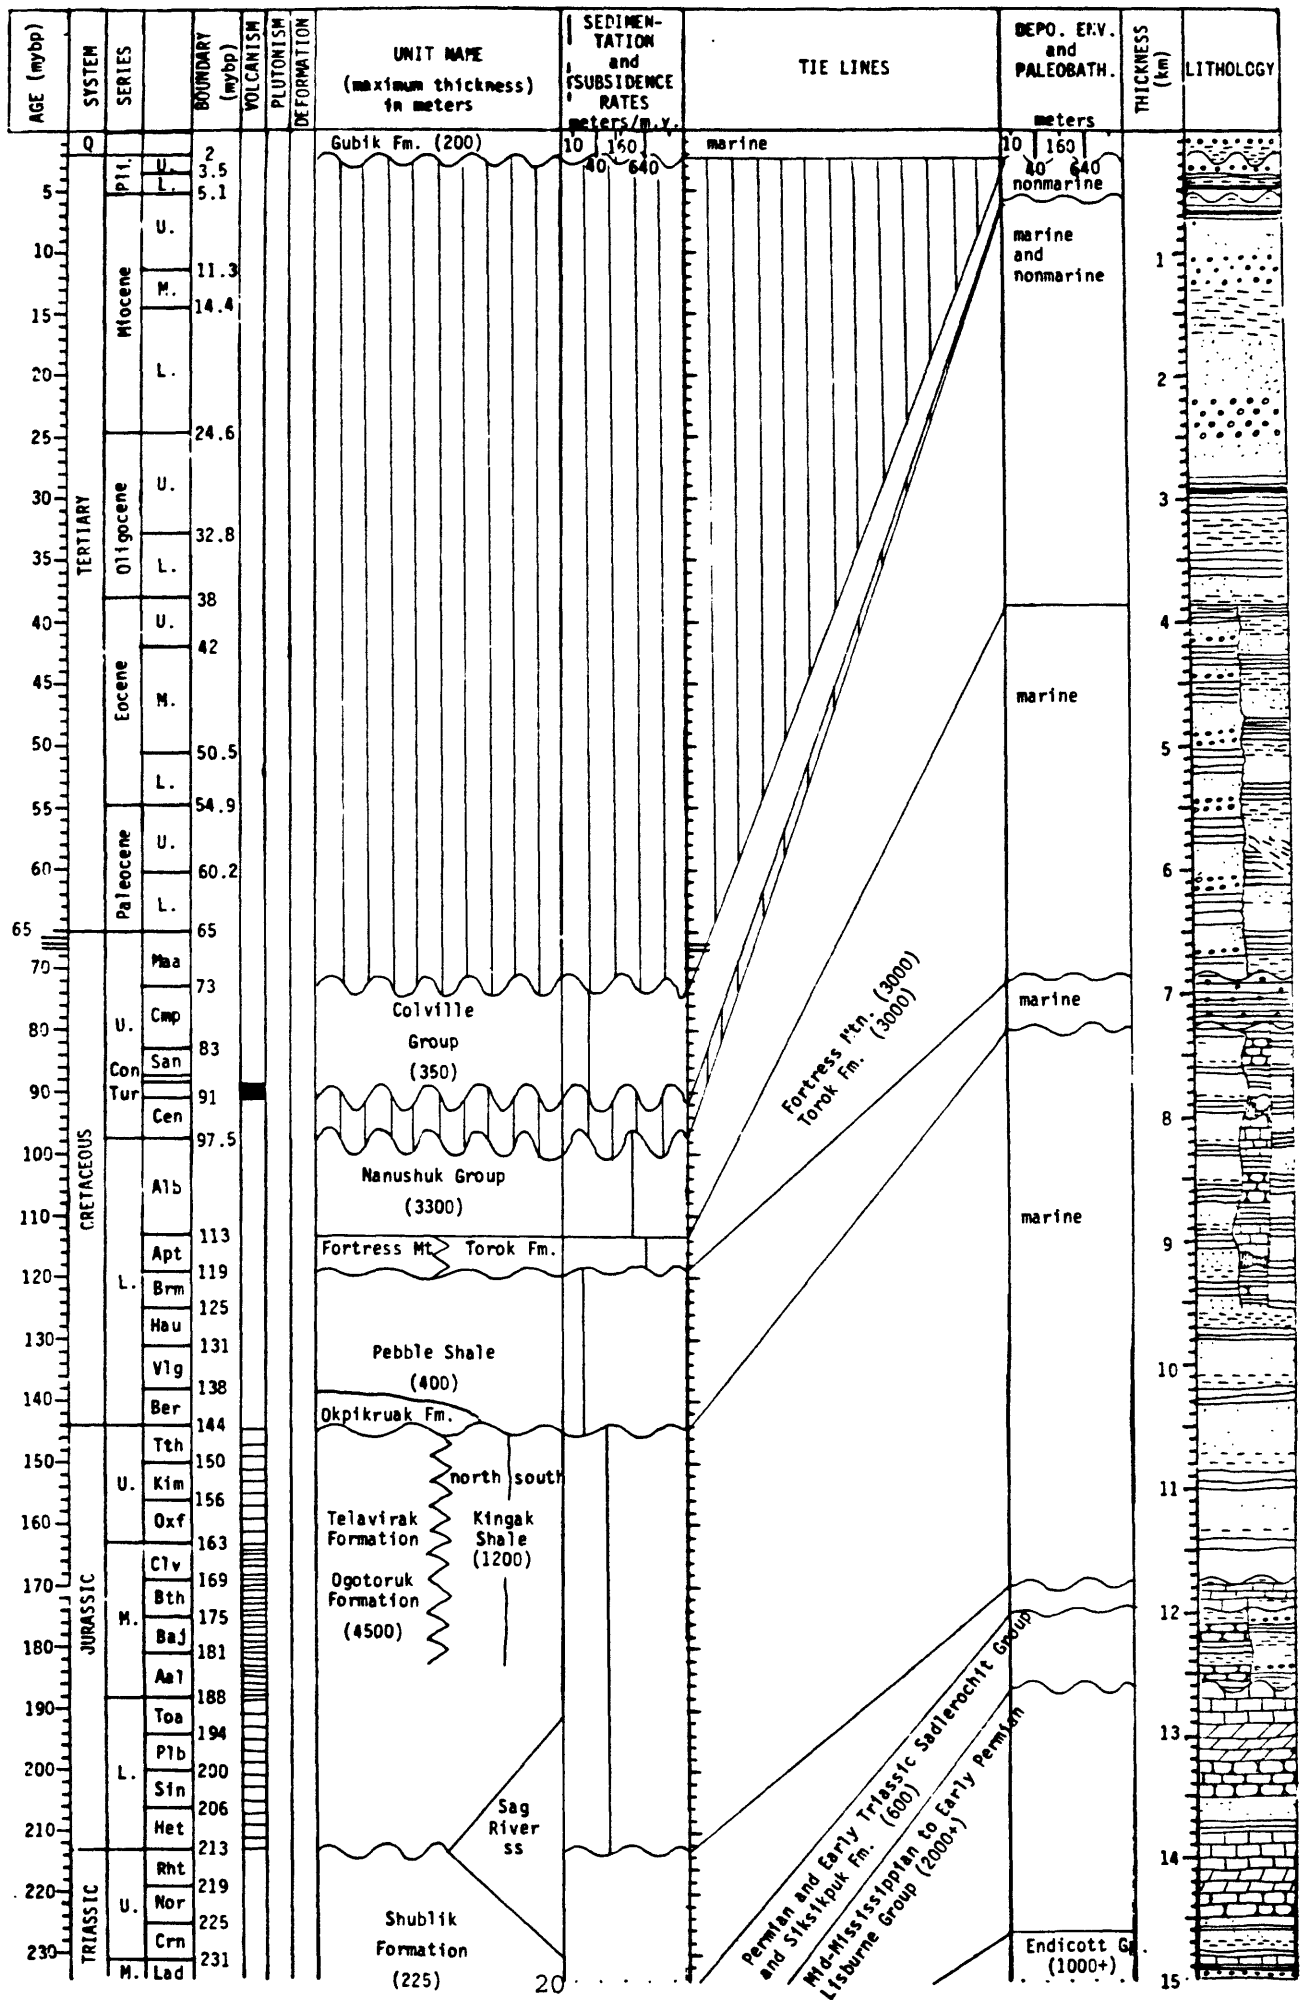 AGE (mybp)
SYSTEM
SERIES
BOUNDARY
(mybp)
VOLCANISM
PLUTONISM
DEFORMATION
UNIT NAME
(maximum thickness)
in meters
SEDIMEN-
TATION
and
SUBSIDENCE
RATES
meters/m.y.
TIE LINES
DEPO. ENV.
and
PALEOBATH.
meters
THICKNESS
(km)
LITHOLOGY
10 160
40 640
10 160
40 640
5
10
15
20
25
30
35
40
45
50
55
60
65
70
80
90
100
110
120
130
140
150
160
170
180
190
200
210
220
230
Q
TERTIARY
CRETACEOUS
JURASSIC
TRIASSIC
Pli.
Miocene
Oligocene
Eocene
Paleocene
U.
L.
U.
L.
U.
M.
L.
U.
L.
U.
L.
U.
M.
L.
U.
M.
L.
U.
L.
U.
M.
L.
Maa
Cmp
San
Con
Tur
Cen
Alb
Apt
Brm
Hau
Vlg
Ber
Tth
Kim
Oxf
Clv
Bth
Baj
Aal
Toa
Plb
Sin
Het
Rht
Nor
Crn
U.
M. Lad
2
3.5
5.1
11.3
14.4
24.6
32.8
38
42
50.5
54.9
60.2
65
73
83
91
97.5
113
119
125
131
138
144
150
156
163
169
175
181
188
194
200
206
213
219
225
231
Gubik Fm. (200)
Colville
Group
(350)
Nanushuk Group
(3300)
Fortress Mt. Torok Fm.
Pebble Shale
(400)
Okpikruak Fm.
north south
Telavirak
Formation
Ogotoruk
Formation
(4500)
Kingak
Shale
(1200)
Sag
River
ss
Shublik
Formation
(225)
20
marine
Fortress Mtn. (3000)
Torok Fm. (3000)
Permian and Early Triassic Sadlerochit Group
and Siksikpuk Fm. (600)
Mid-Mississippian to Early Permian
Lisburne Group (2000+)
nonmarine
marine
and
nonmarine
marine
marine
marine
Endicott G.
(1000+)
1
2
3
4
5
6
7
8
9
10
11
12
13
14
15